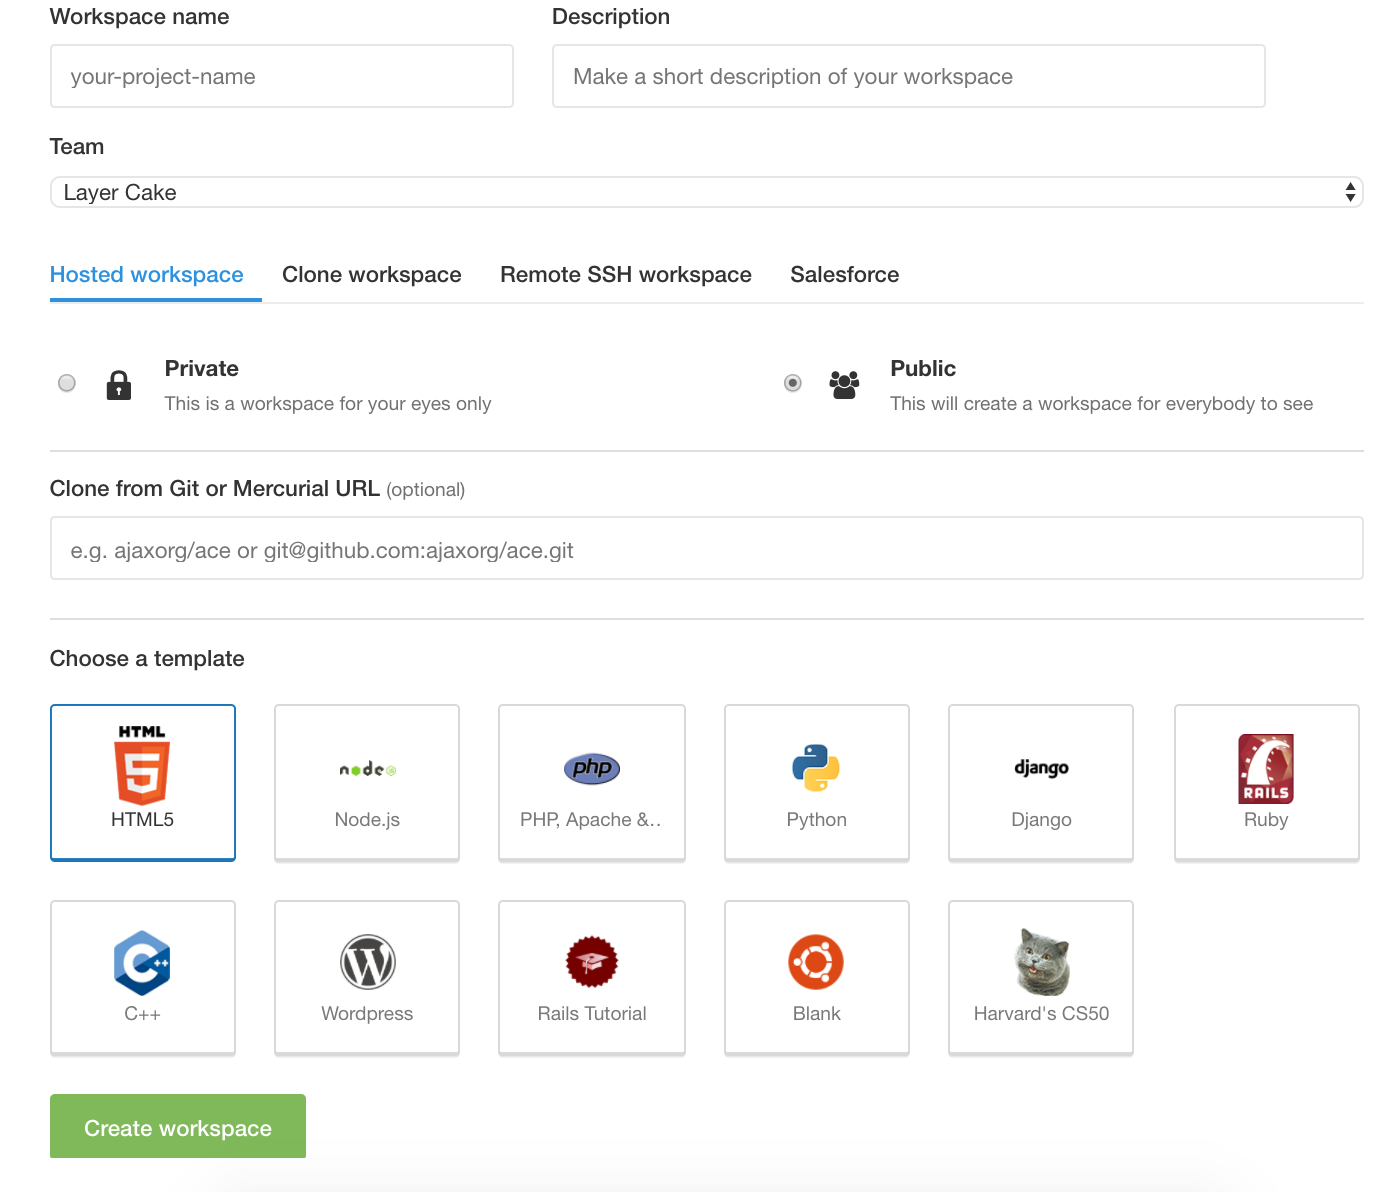 Workspace name
Description
your-project-name
Make a short description of your workspace
Team
Layer Cake
Hosted workspace
Clone workspace
Remote SSH workspace
Salesforce
Private
This is a workspace for your eyes only
Public
This will create a workspace for everybody to see
Clone from Git or Mercurial URL (optional)
e.g. ajaxorg/ace or git@github.com:ajaxorg/ace.git
Choose a template
HTML
5
HTML5
node
JS
Node.js
php
PHP, Apache &..
Python
django
Django
RAILS
Ruby
C++
C++
W
Wordpress
Rails Tutorial
Blank
Harvard's CS50
Create workspace